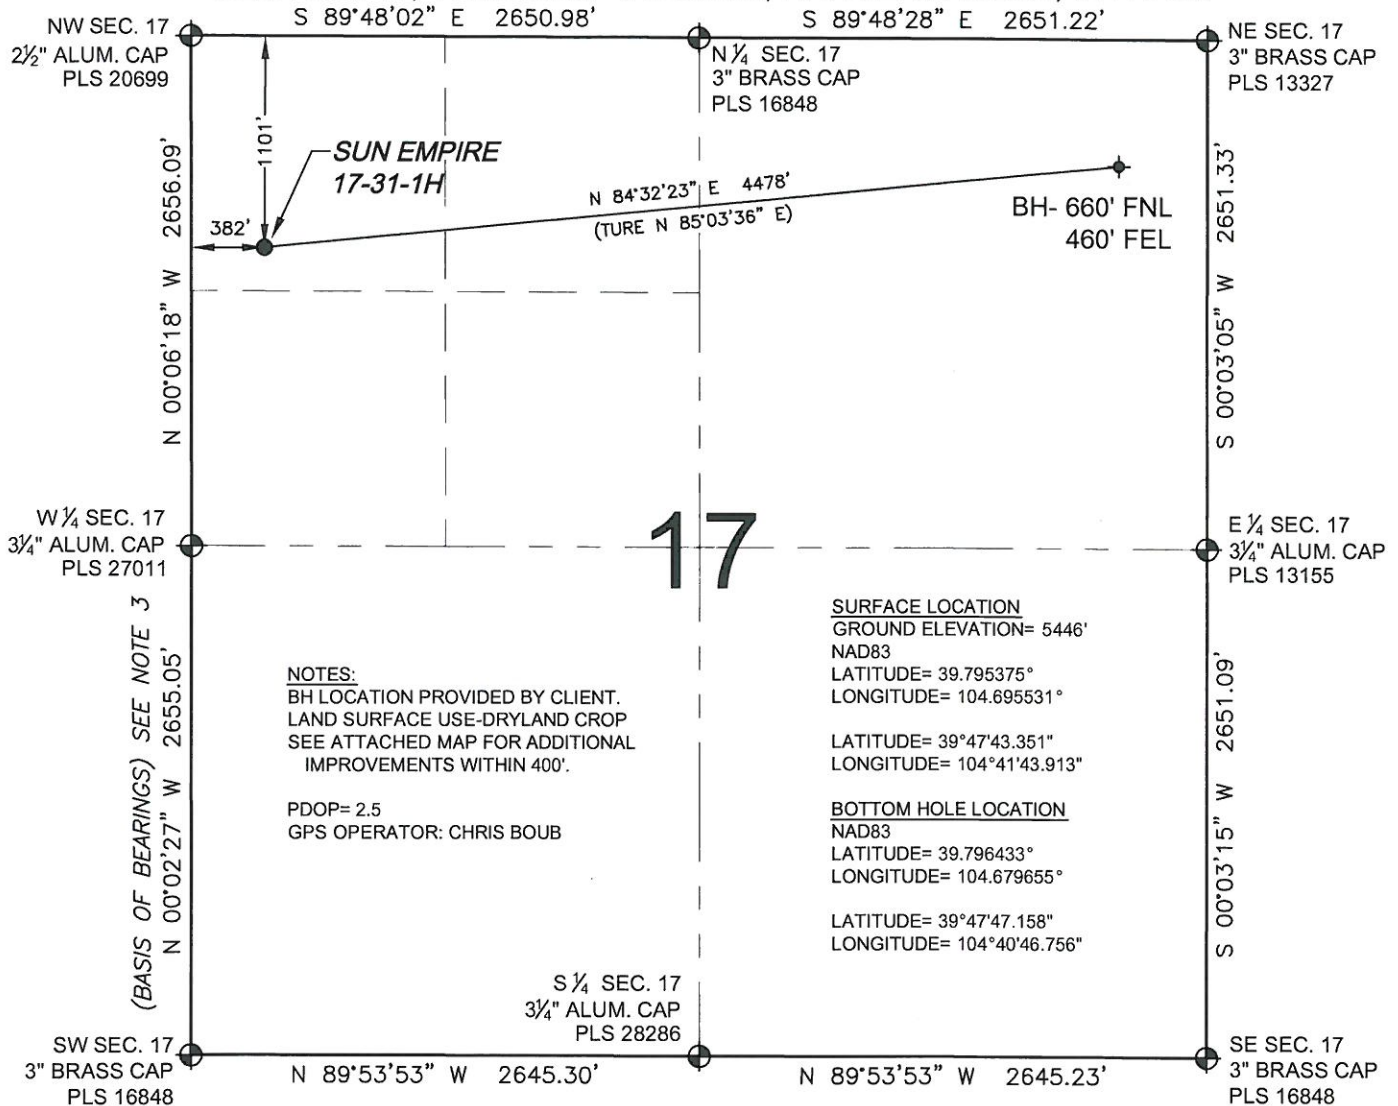 S 89°48'02" E 2650.98'
S 89°48'28" E 2651.22'
NW SEC. 17
2½" ALUM. CAP
PLS 20699
N ¼ SEC. 17
3" BRASS CAP
PLS 16848
NE SEC. 17
3" BRASS CAP
PLS 13327
1101'
382'
SUN EMPIRE
17-31-1H
N 84°32'23" E 4478'
(TURE N 85°03'36" E)
BH- 660' FNL
460' FEL
N 00°06'18" W 2656.09'
S 00°03'05" W 2651.33'
W ¼ SEC. 17
3¼" ALUM. CAP
PLS 27011
17
E ¼ SEC. 17
3¼" ALUM. CAP
PLS 13155
(BASIS OF BEARINGS) SEE NOTE 3
N 00°02'27" W 2655.05'
NOTES:
BH LOCATION PROVIDED BY CLIENT.
LAND SURFACE USE-DRYLAND CROP
SEE ATTACHED MAP FOR ADDITIONAL
IMPROVEMENTS WITHIN 400'.
PDOP= 2.5
GPS OPERATOR: CHRIS BOUB
SURFACE LOCATION
GROUND ELEVATION= 5446'
NAD83
LATITUDE= 39.795375°
LONGITUDE= 104.695531°
LATITUDE= 39°47'43.351"
LONGITUDE= 104°41'43.913"
BOTTOM HOLE LOCATION
NAD83
LATITUDE= 39.796433°
LONGITUDE= 104.679655°
LATITUDE= 39°47'47.158"
LONGITUDE= 104°40'46.756"
S 00°03'15" W 2651.09'
S ¼ SEC. 17
3¼" ALUM. CAP
PLS 28286
SW SEC. 17
3" BRASS CAP
PLS 16848
N 89°53'53" W 2645.30'
N 89°53'53" W 2645.23'
SE SEC. 17
3" BRASS CAP
PLS 16848